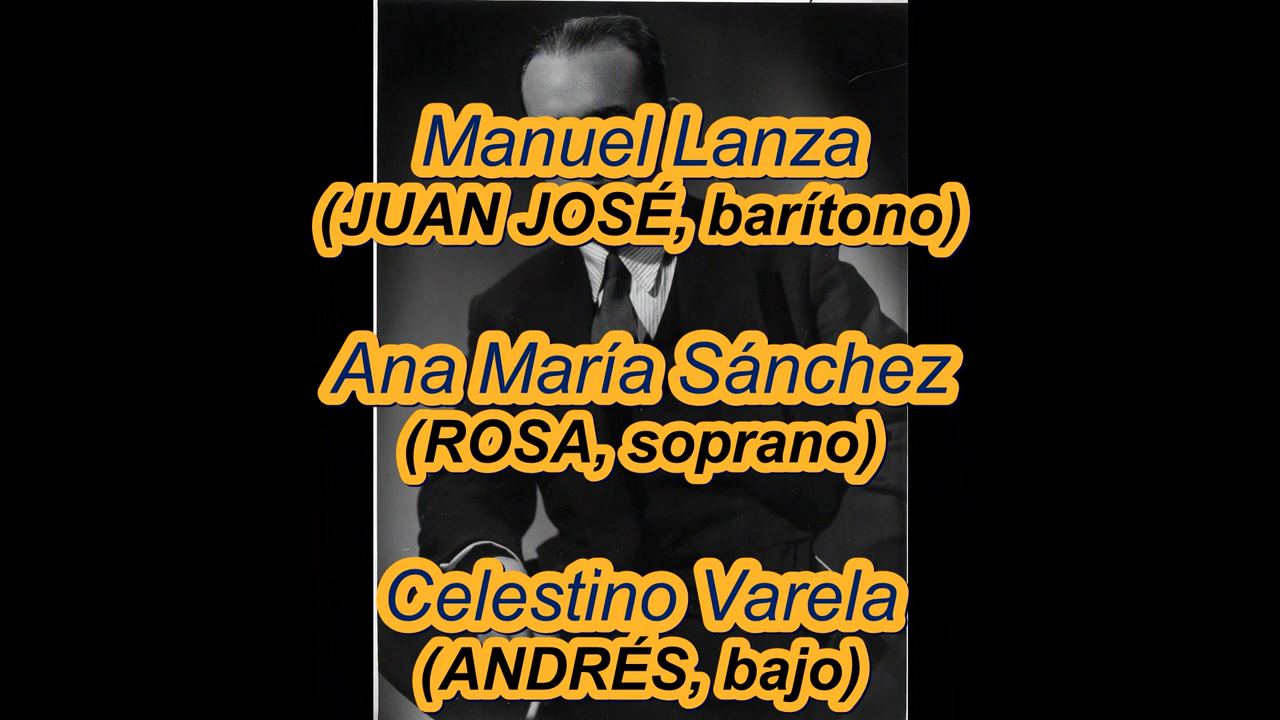 Manuel Lanza
(JUAN JOSÉ, barítono)
Ana María Sánchez
(ROSA, soprano)
Celestino Varela
(ANDRÉS, bajo)